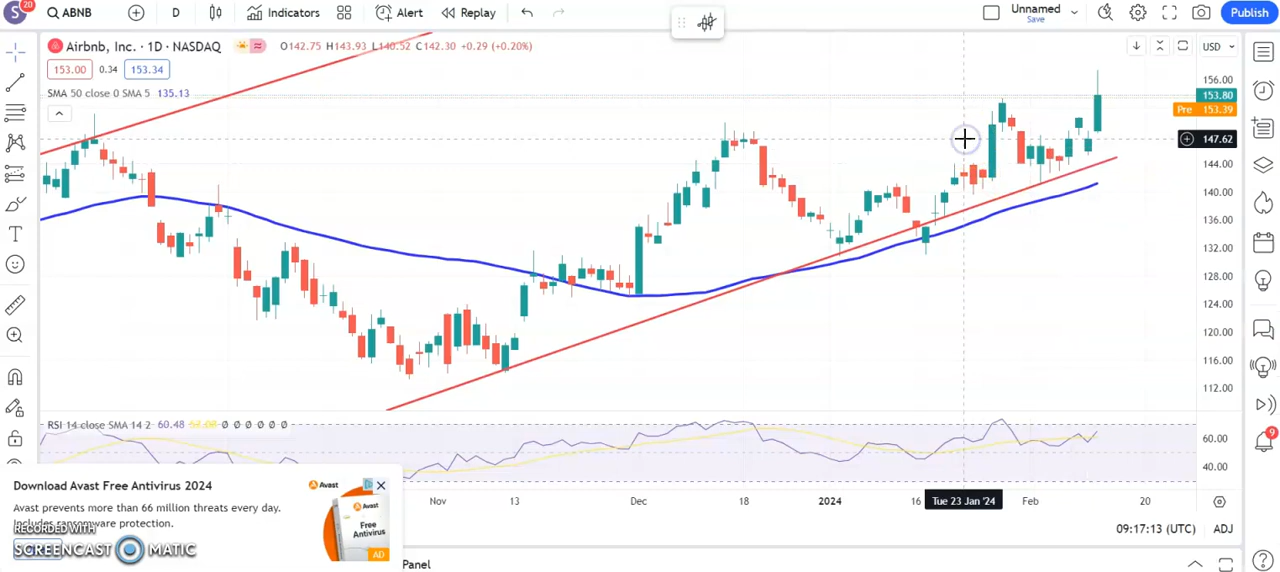 S 20 ABNB D Indicators Alert Replay Unnamed Save Publish
Airbnb, Inc. · 1D · NASDAQ O142.75 H143.93 L140.52 C142.30 +0.29 (+0.20%) USD
153.00 0.34 153.34
SMA 50 close 0 SMA 5 135.13
156.00
153.80
Pre 153.39
147.62
144.00
140.00
136.00
132.00
128.00
124.00
120.00
116.00
112.00
RSI 14 close SMA 14 2 60.48 Ø Ø Ø Ø Ø Ø
60.00
40.00
Nov 13 Dec 18 2024 16 Tue 23 Jan '24 Feb 20
9
Download Avast Free Antivirus 2024 Avast
Avast prevents more than 66 million threats every day.
Includes ransomware protection.
Avast
Free
Antivirus
AD
RECORDED WITH
SCREENCAST MATIC
09:17:13 (UTC) ADJ
Panel